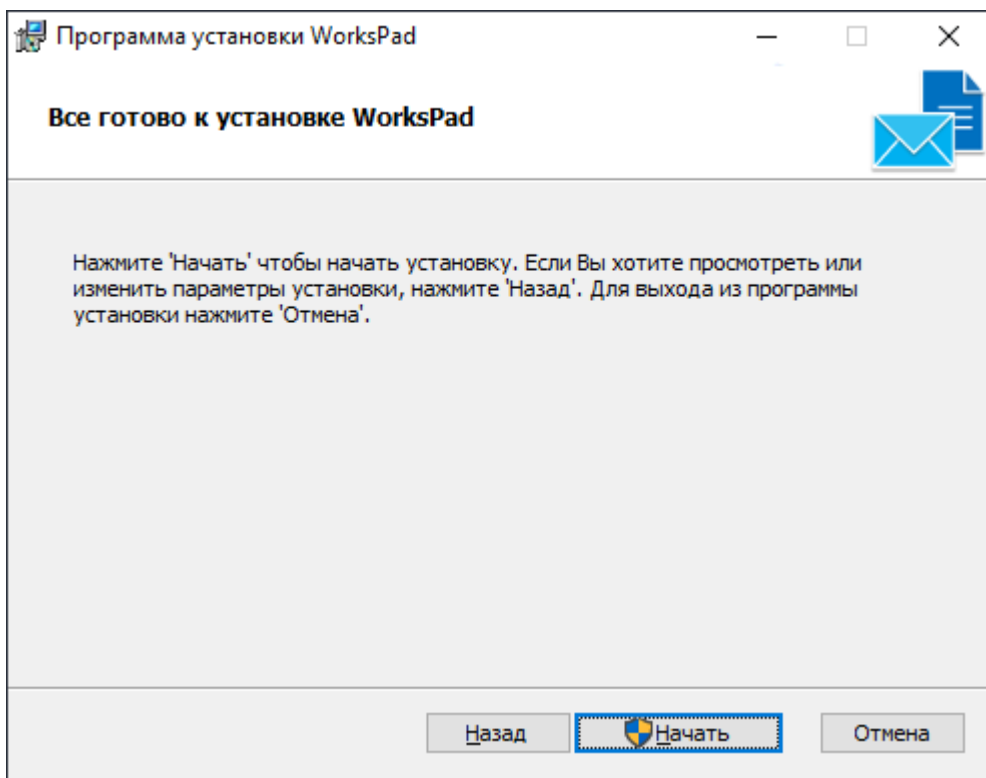 Программа установки WorksPad
Все готово к установке WorksPad
Нажмите 'Начать' чтобы начать установку. Если Вы хотите просмотреть или
изменить параметры установки, нажмите 'Назад'. Для выхода из программы
установки нажмите 'Отмена'.
Назад Начать Отмена